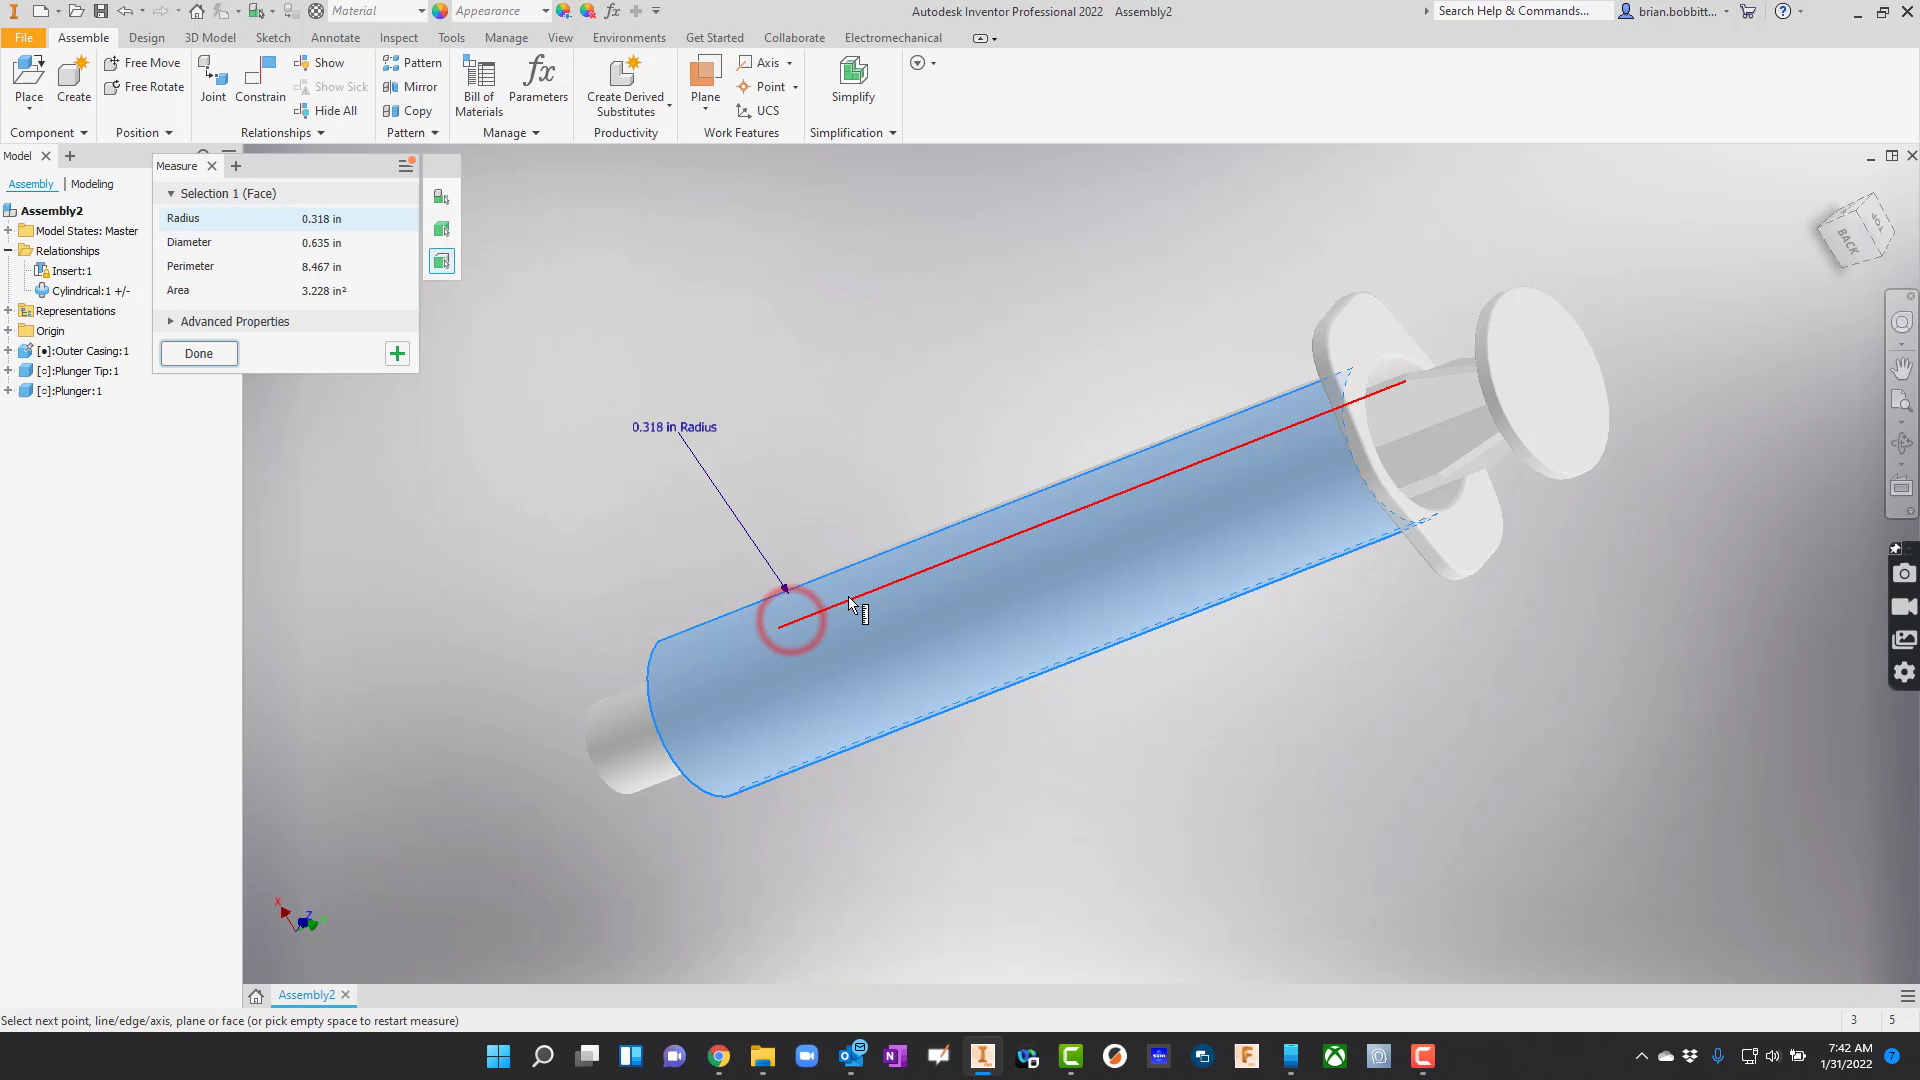 Material
Appearance
Autodesk Inventor Professional 2022 Assembly2
Search Help & Commands...
brian.bobbitt...
File Assemble Design 3D Model Sketch Annotate Inspect Tools Manage View Environments Get Started Collaborate Electromechanical
Place
Create
Free Move
Free Rotate
Joint
Constrain
Show
Show Sick
Hide All
Pattern
Mirror
Copy
Bill of
Materials
Parameters
Create Derived
Substitutes
Plane
Axis
Point
UCS
Simplify
Component Position Relationships Pattern Manage Productivity Work Features Simplification
Model
Assembly Modeling
Assembly2
Model States: Master
Relationships
Insert:1
Cylindrical:1 +/-
Representations
Origin
[●]:Outer Casing:1
[○]:Plunger Tip:1
[○]:Plunger:1
Measure
Selection 1 (Face)
Radius 0.318 in
Diameter 0.635 in
Perimeter 8.467 in
Area 3.228 in²
Advanced Properties
Done
0.318 in Radius
BACK
TOP
X
Z
Assembly2
Select next point, line/edge/axis, plane or face (or pick empty space to restart measure)
3 5
7:42 AM
1/31/2022
7